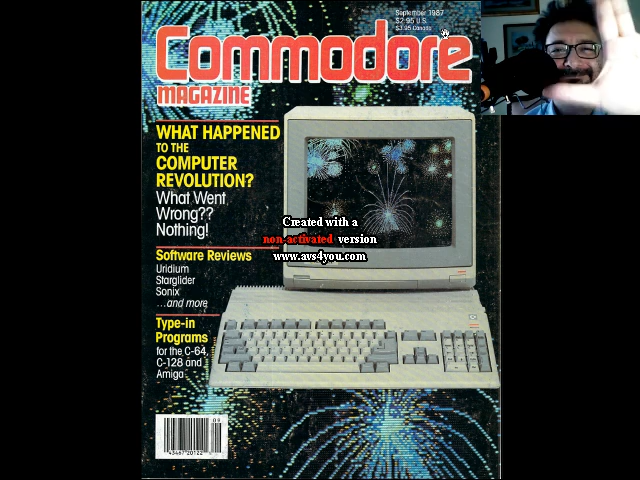 September 1987
$2.95 U.S.
$3.95 Canada
Commodore
MAGAZINE
WHAT HAPPENED
TO THE
COMPUTER
REVOLUTION?
What Went
Wrong??
Nothing!
Created with a
non-activated version
www.avs4you.com
Software Reviews
Uridium
Starglider
Sonix
...and more
Type-in
Programs
for the C-64,
C-128 and
Amiga
09